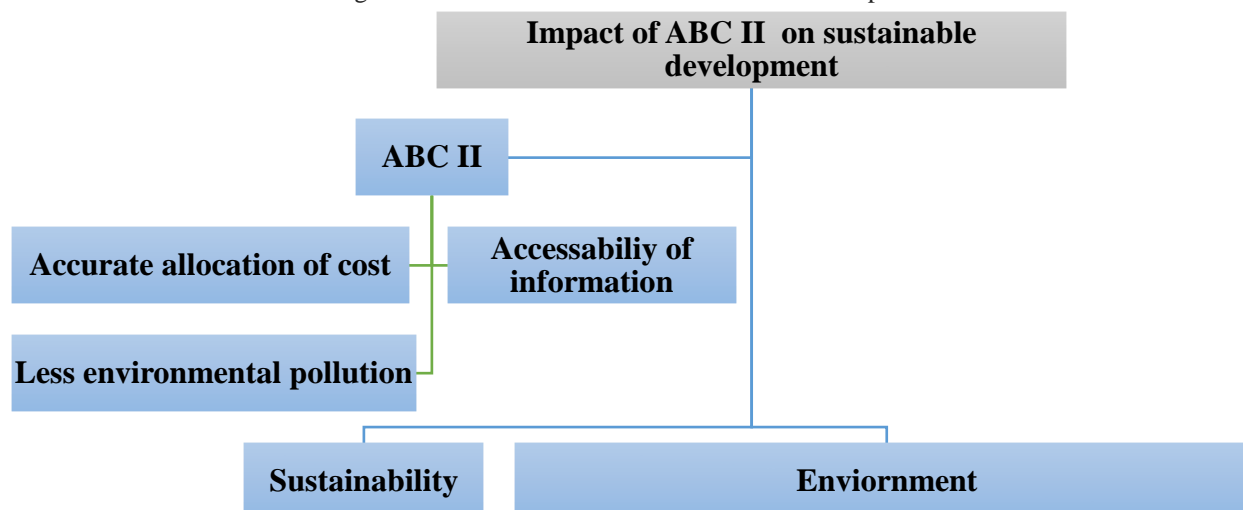 Impact of ABC II on sustainable
development
ABC II
Accurate allocation of cost
Accessabiliy of
information
Less environmental pollution
Sustainability
Enviornment